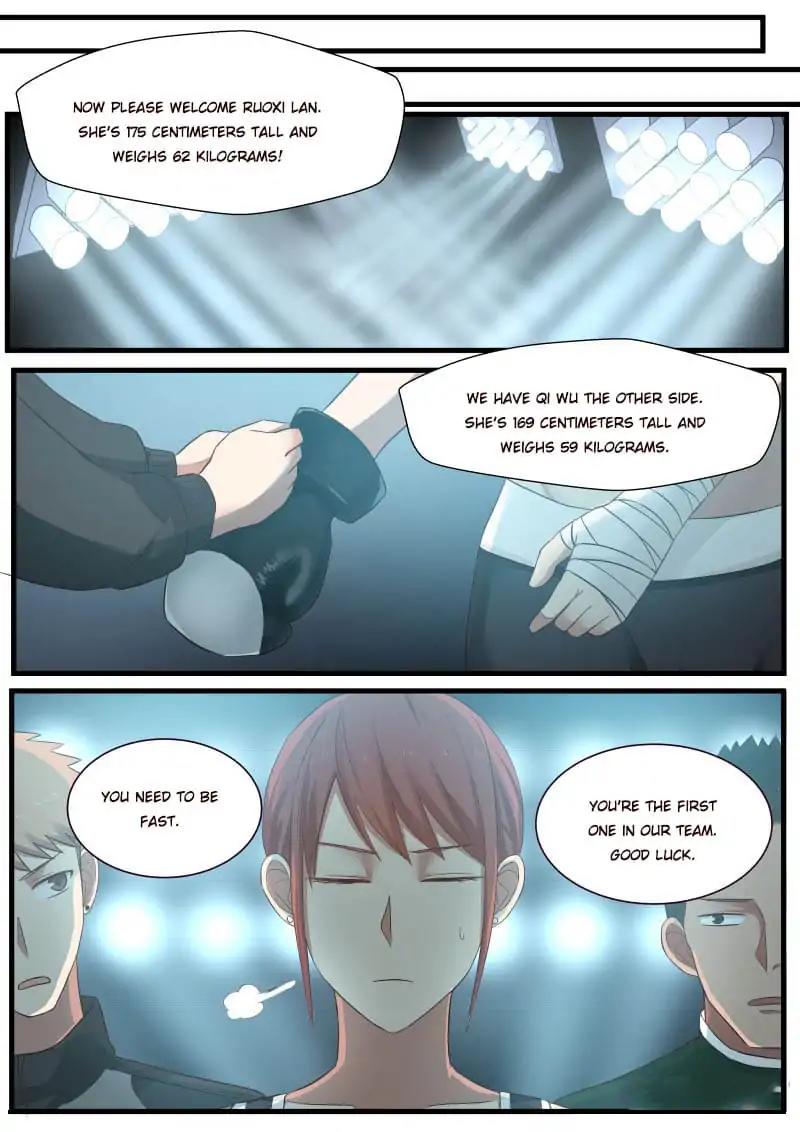 NOW PLEASE WELCOME RUOXI LAN.
SHE'S 175 CENTIMETERS TALL AND
WEIGHS 62 KILOGRAMS!
WE HAVE QI WU THE OTHER SIDE.
SHE'S 169 CENTIMETERS TALL AND
WEIGHS 59 KILOGRAMS.
YOU NEED TO BE
FAST.
YOU'RE THE FIRST
ONE IN OUR TEAM.
GOOD LUCK.